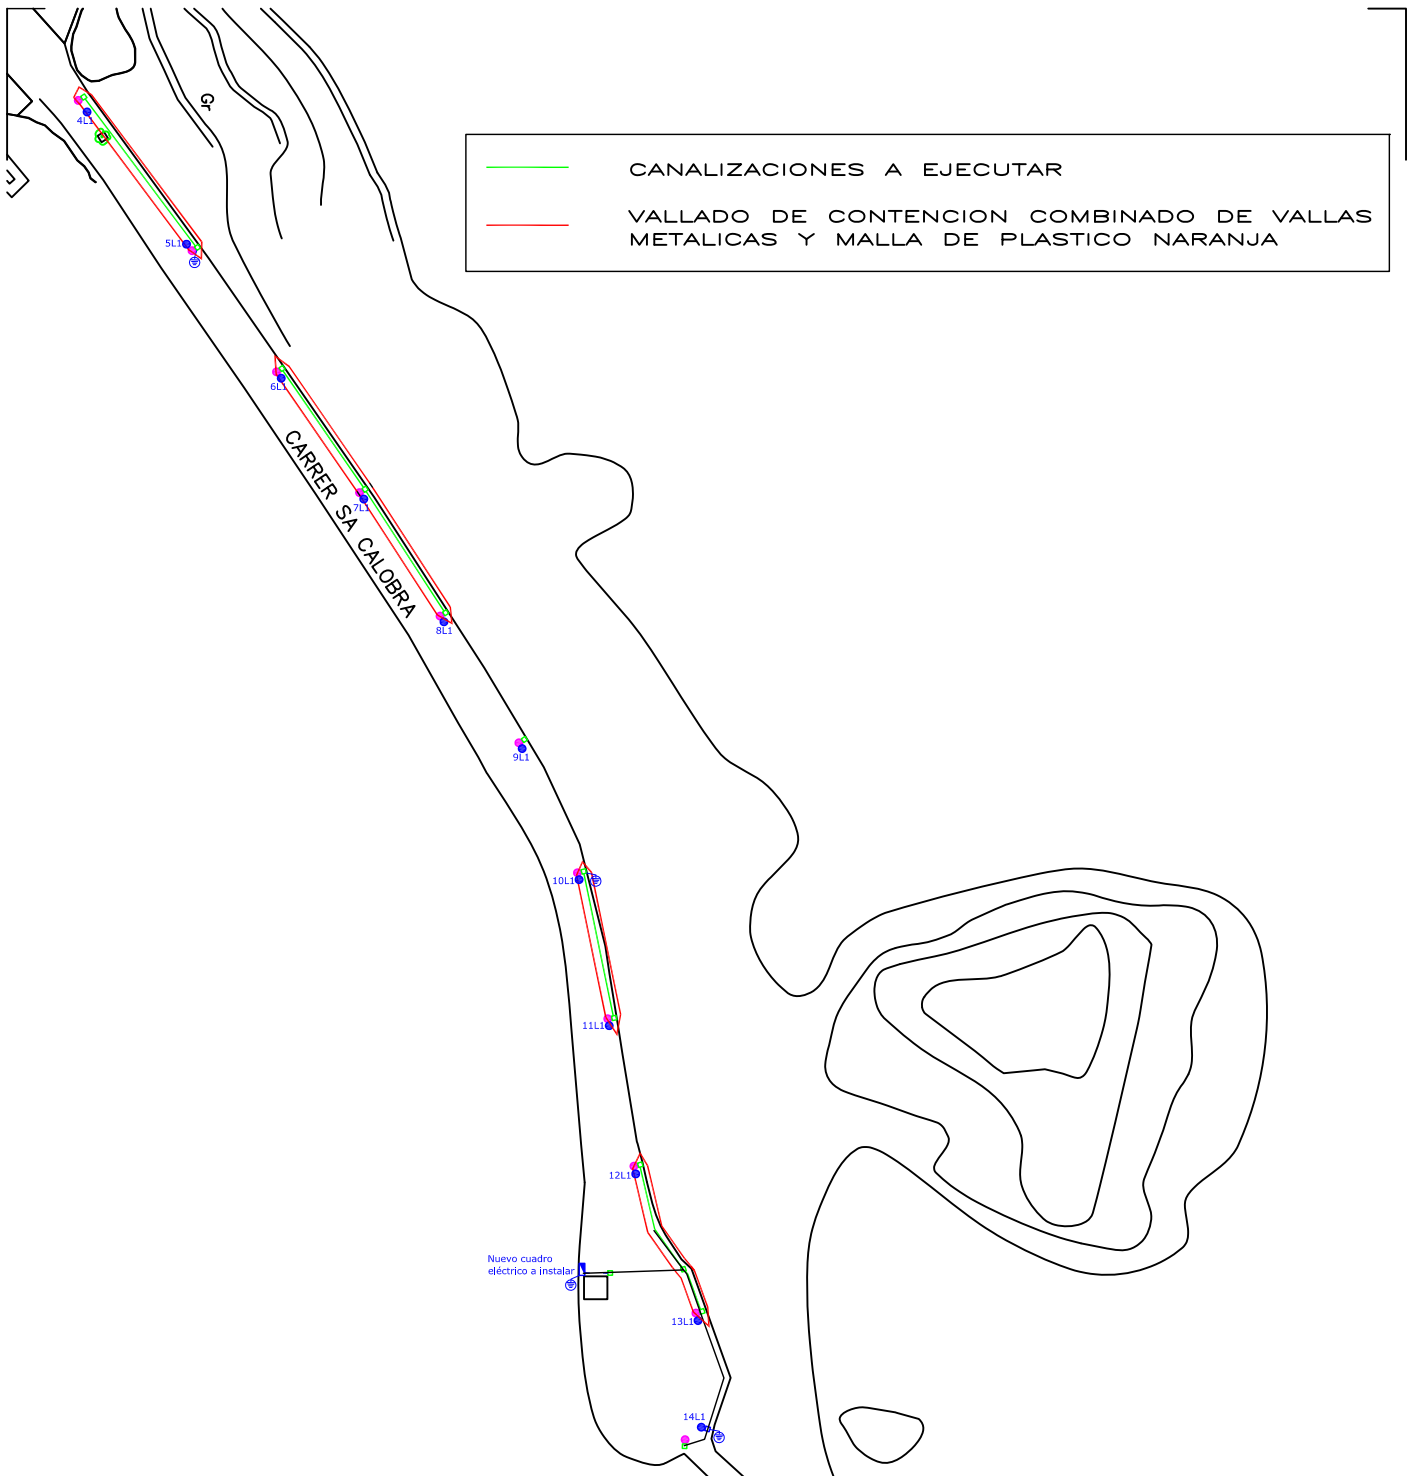 Gr
4L1
CANALIZACIONES A EJECUTAR
VALLADO DE CONTENCION COMBINADO DE VALLAS
METALICAS Y MALLA DE PLASTICO NARANJA
5L1
6L1
CARRER SA CALOBRA
7L1
8L1
9L1
10L1
11L1
12L1
Nuevo cuadro
eléctrico a instalar
13L1
14L1